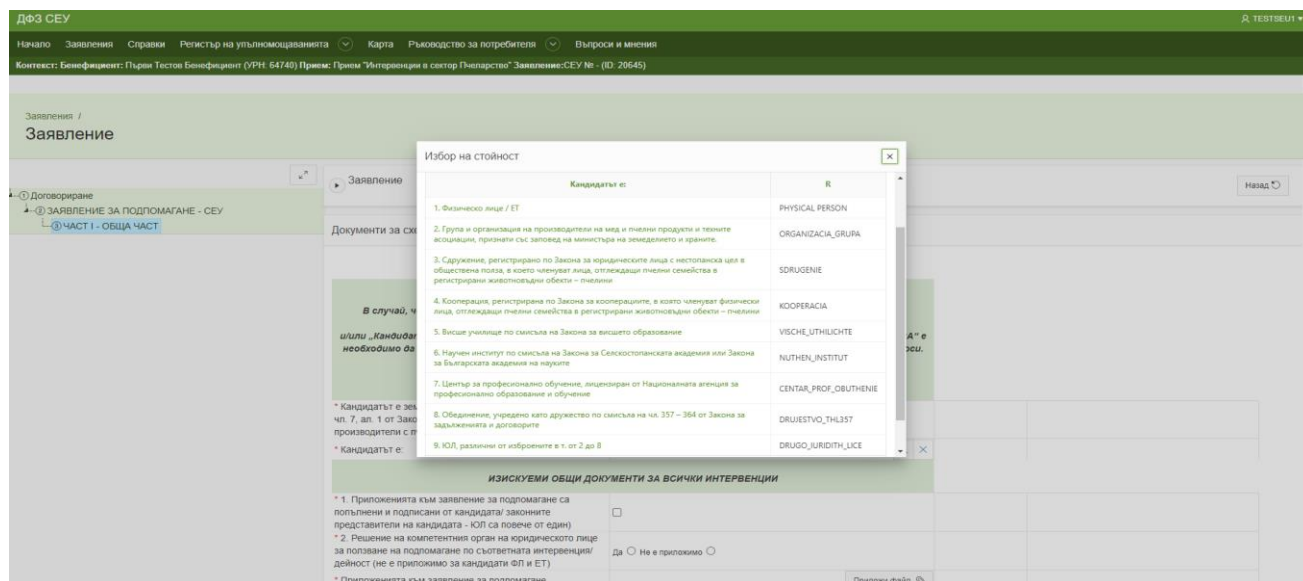 ДФЗ СЕУ
TESTSEU1
Начало Заявления Справки Регистър на упълномощаванията Карта Ръководство за потребителя Въпроси и мнения
Контекст: Бенефициент: Първи Тестов Бенефициент (УРН: 64740) Прием: Прием "Интервенции в сектор Пчеларство" Заявление:СЕУ № - (ID: 20645)
Заявления /
Заявление
Избор на стойност
Заявление
Назад
1 Договориране
2 ЗАЯВЛЕНИЕ ЗА ПОДПОМАГАНЕ - СЕУ
3 ЧАСТ I - ОБЩА ЧАСТ
Документи за сх
Кандидатът е: R
1. Физическо лице / ЕТ PHYSICAL PERSON
2. Група и организация на производители на мед и пчелни продукти и техните
асоциации, признати със заповед на министъра на земеделието и храните.
ORGANIZACIA_GRUPA
3. Сдружение, регистрирано по Закона за юридическите лица с нестопанска цел в
обществена полза, в което членуват лица, отглеждащи пчелни семейства в
регистрирани животновъдни обекти – пчелини
SDRUGENIE
4. Кооперация, регистрирана по Закона за кооперациите, в която членуват физически
лица, отглеждащи пчелни семейства в регистрирани животновъдни обекти – пчелини
KOOPERACIA
5. Висше училище по смисъла на Закона за висшето образование VISCHE_UTHILICHTE
6. Научен институт по смисъла на Закона за Селскостопанската академия или Закона
за Българската академия на науките
NUTHEN_INSTITUT
7. Център за професионално обучение, лицензиран от Националната агенция за
професионално образование и обучение
CENTAR_PROF_OBUTHENIE
8. Обединение, учредено като дружество по смисъла на чл. 357 – 364 от Закона за
задълженията и договорите
DRUJESTVO_THL357
9. ЮЛ, различни от изброените в т. от 2 до 8 DRUGO_IURIDITH_LICE
В случай, ч
и/или „Кандидат
А" е
необходимо да
оси.
* Кандидатът е зем
чл. 7, ал. 1 от Зако
производители с п
* Кандидатът е:
ИЗИСКУЕМИ ОБЩИ ДОКУМЕНТИ ЗА ВСИЧКИ ИНТЕРВЕНЦИИ
* 1. Приложенията към заявление за подпомагане са
попълнени и подписани от кандидата/ законните
представители на кандидата - ЮЛ са повече от един)
* 2. Решение на компетентния орган на юридическото лице
за ползване на подпомагане по съответната интервенция/
дейност (не е приложимо за кандидати ФЛ и ЕТ)
Да Не е приложимо
* Приложенията към заявление за подпомагане
Приложи файл